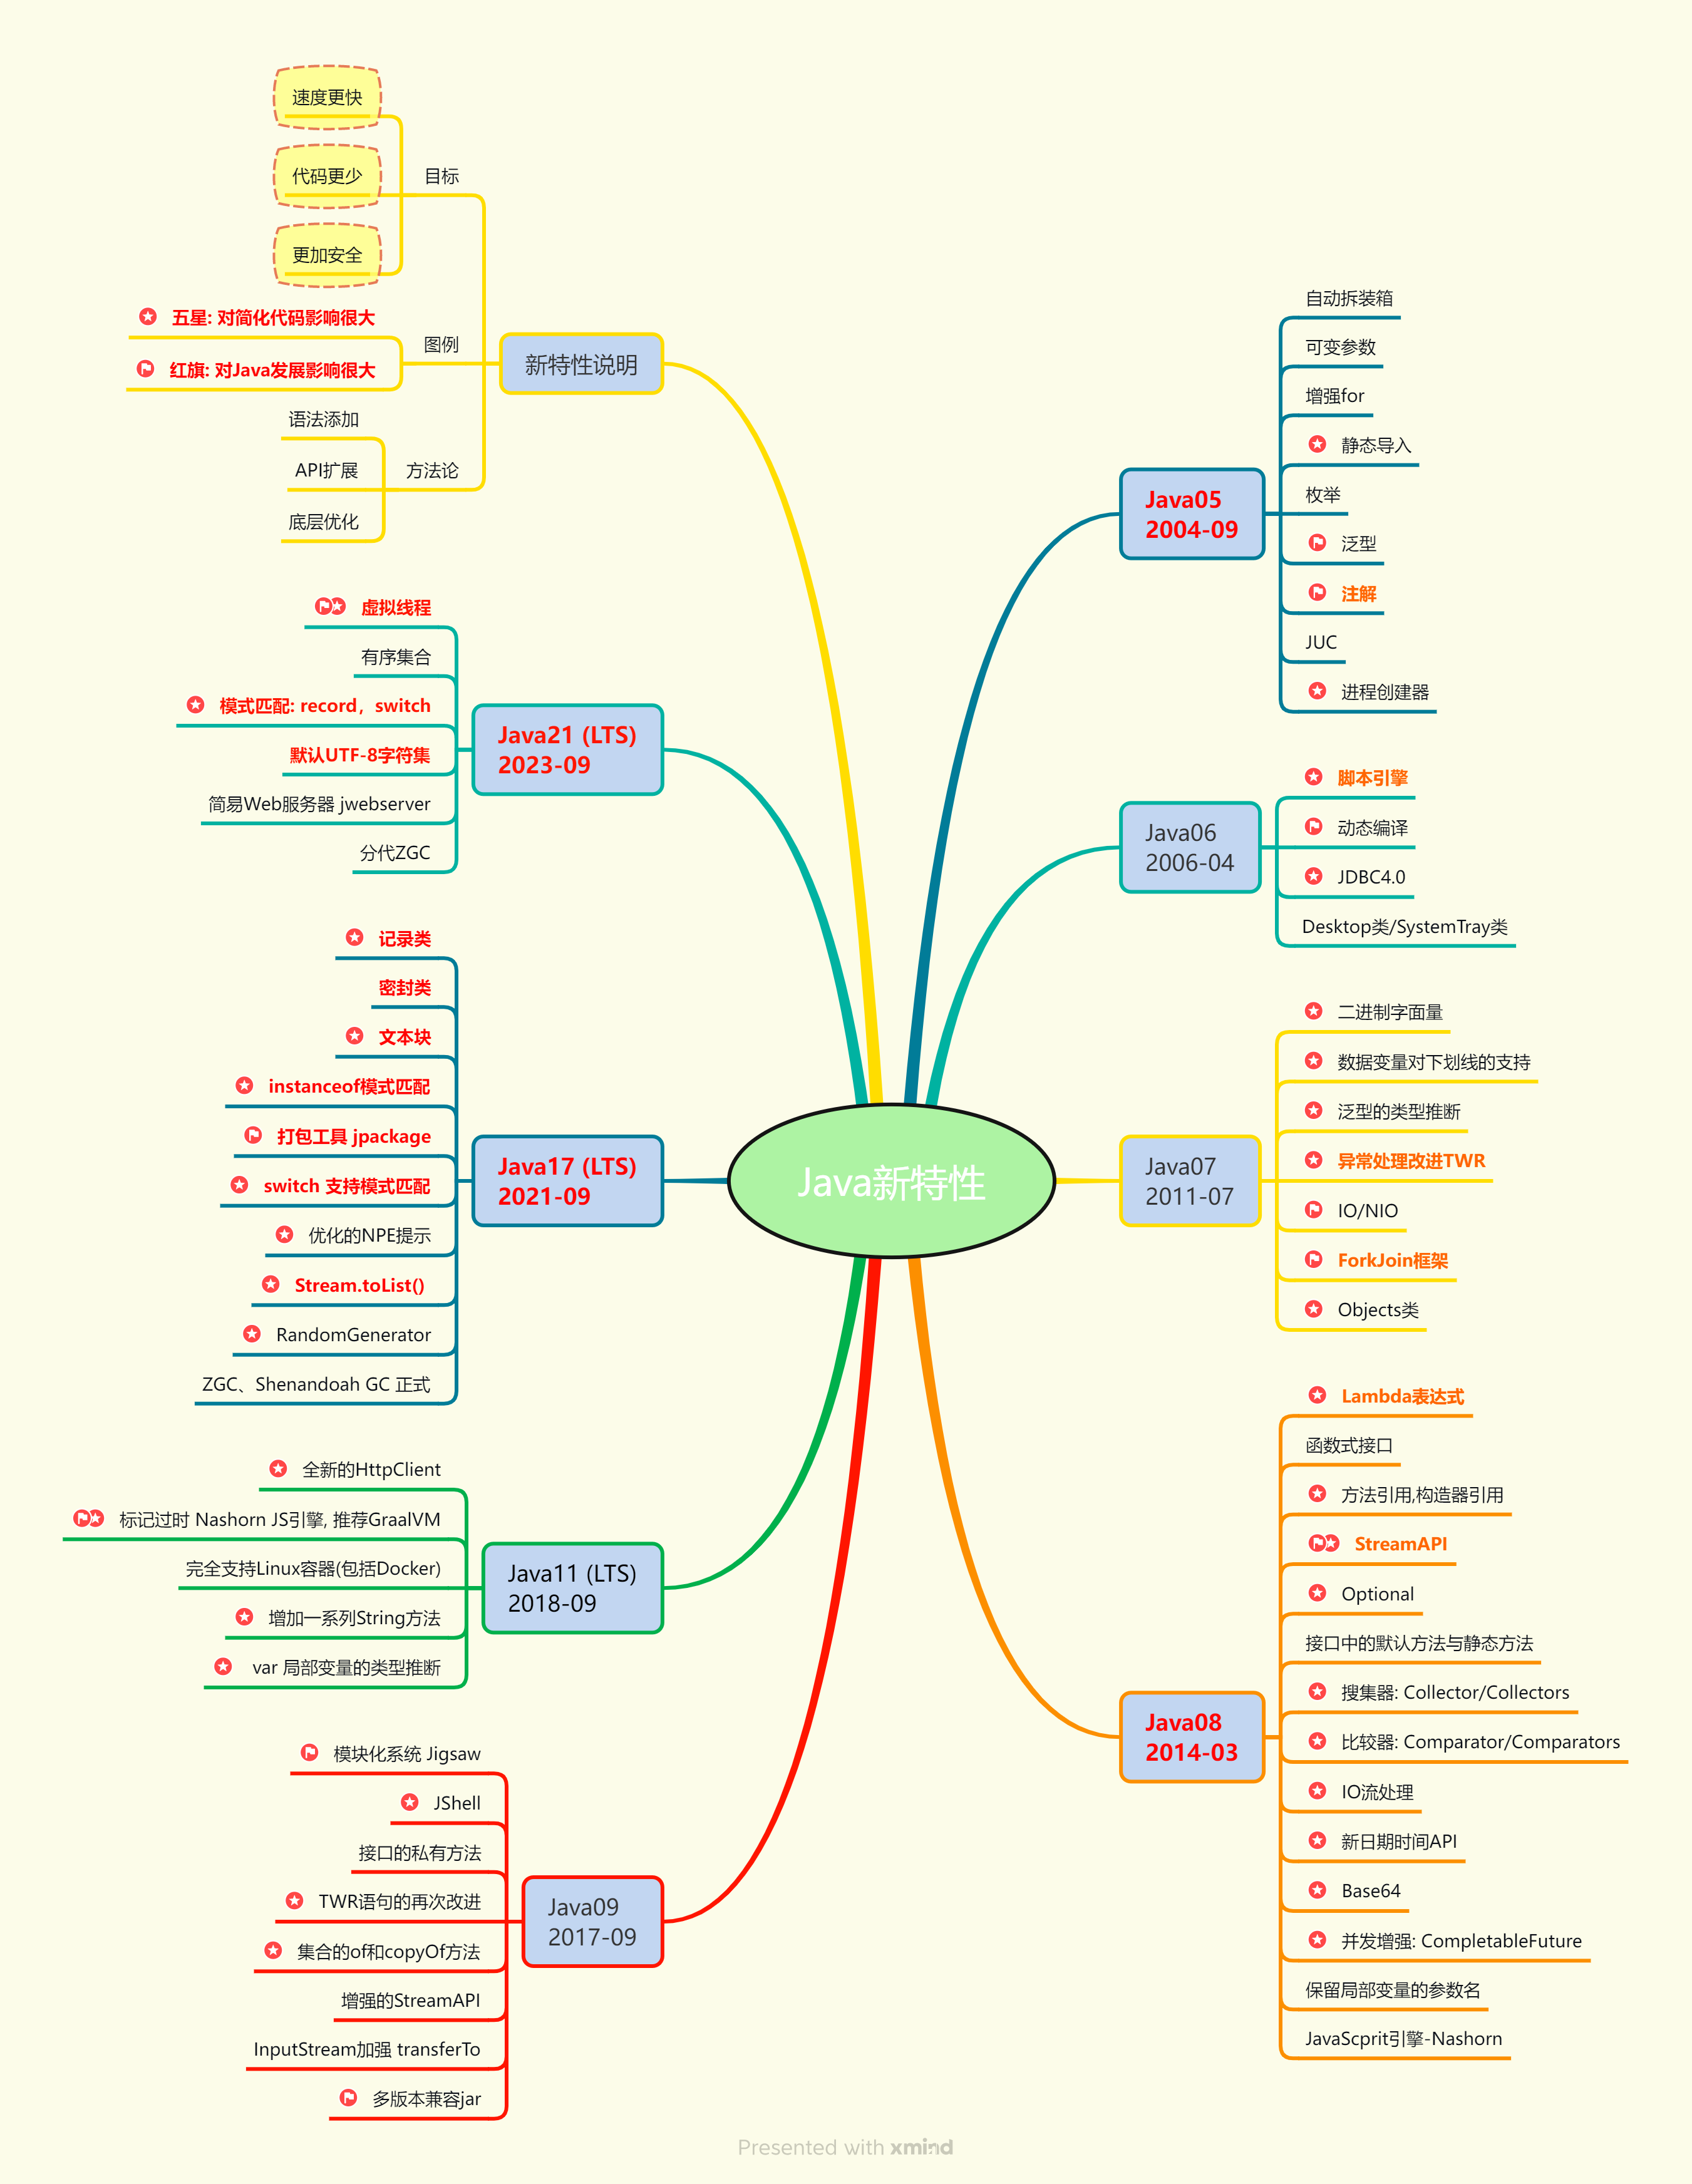 Java新特性
新特性说明
目标
速度更快
代码更少
更加安全
图例
五星: 对简化代码影响很大
红旗: 对Java发展影响很大
方法论
语法添加
API扩展
底层优化
Java05
2004-09
自动拆装箱
可变参数
增强for
静态导入
枚举
泛型
注解
JUC
进程创建器
Java06
2006-04
脚本引擎
动态编译
JDBC4.0
Desktop类/SystemTray类
Java07
2011-07
二进制字面量
数据变量对下划线的支持
泛型的类型推断
异常处理改进TWR
IO/NIO
ForkJoin框架
Objects类
Java08
2014-03
Lambda表达式
函数式接口
方法引用,构造器引用
StreamAPI
Optional
接口中的默认方法与静态方法
搜集器: Collector/Collectors
比较器: Comparator/Comparators
IO流处理
新日期时间API
Base64
并发增强: CompletableFuture
保留局部变量的参数名
JavaScprit引擎-Nashorn
Java21 (LTS)
2023-09
虚拟线程
有序集合
模式匹配: record，switch
默认UTF-8字符集
简易Web服务器 jwebserver
分代ZGC
Java17 (LTS)
2021-09
记录类
密封类
文本块
instanceof模式匹配
打包工具 jpackage
switch 支持模式匹配
优化的NPE提示
Stream.toList()
RandomGenerator
ZGC、Shenandoah GC 正式
Java11 (LTS)
2018-09
全新的HttpClient
标记过时 Nashorn JS引擎, 推荐GraalVM
完全支持Linux容器(包括Docker)
增加一系列String方法
var 局部变量的类型推断
Java09
2017-09
模块化系统 Jigsaw
JShell
接口的私有方法
TWR语句的再次改进
集合的of和copyOf方法
增强的StreamAPI
InputStream加强 transferTo
多版本兼容jar
Presented with xmind